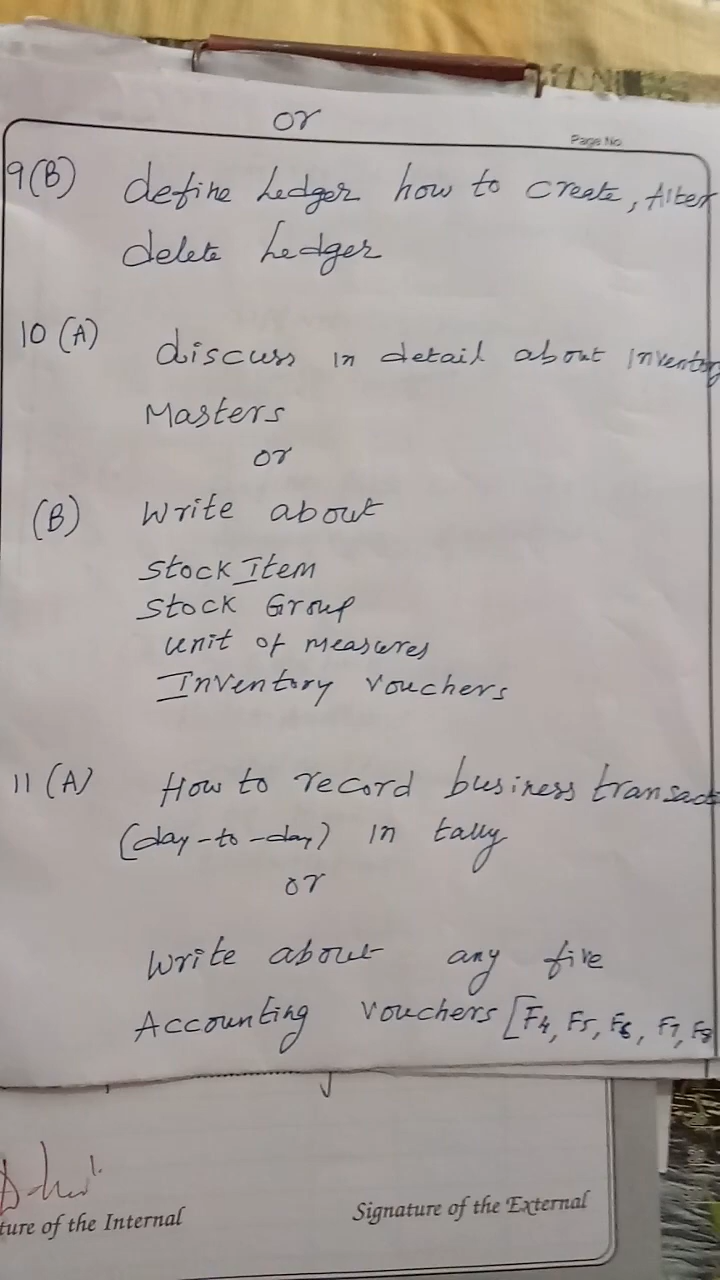 or
Page No
9(B) define Ledger how to create, Alter
delete Ledger
10 (A) discuss in detail about inventory
Masters
or
(B) Write about
Stock Item
Stock Group
unit of measures
Inventory vouchers
11 (A) How to record business transact
(day-to-day) in tally
or
Write about any five
Accounting vouchers [F4, F5, F6, F7, F8
ture of the Internal
Signature of the External